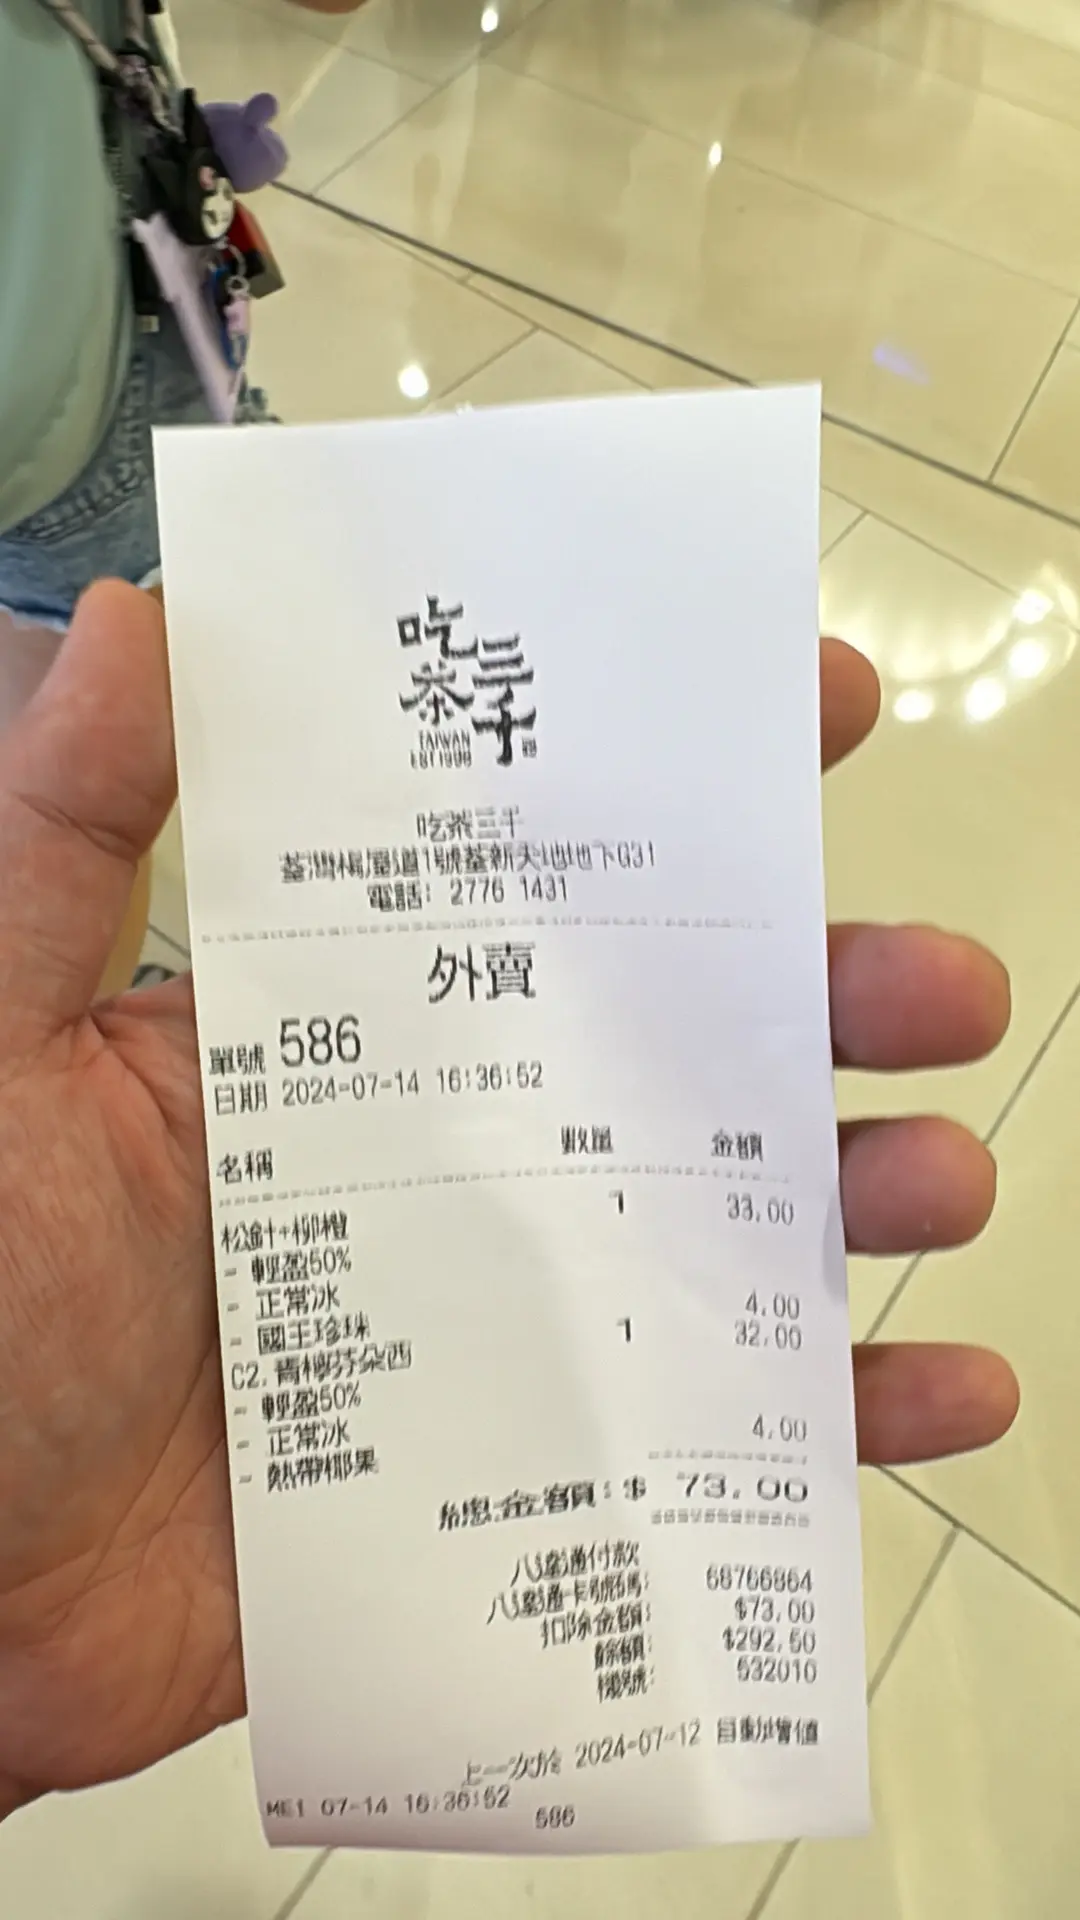 吃茶三千
TAIWAN
EST 1998
吃茶三千
荃灣楊屋道1號荃新天地地下G31
電話: 2776 1431
外賣
單號 586
日期 2024-07-14 16:36:52
名稱 數量 金額
松針+柳橙 1 33.00
- 輕盈50%
- 正常冰
- 國王珍珠 4.00
C2.青檸芬朵西 1 32.00
- 輕盈50%
- 正常冰
- 熱帶椰果 4.00
總金額:$ 73.00
八達通付款
八達通卡號碼: 68766864
扣除金額: $73.00
餘額: $292.50
機號: 532010
上一次於 2024-07-12 自動增值
ME1 07-14 16:36:52
586